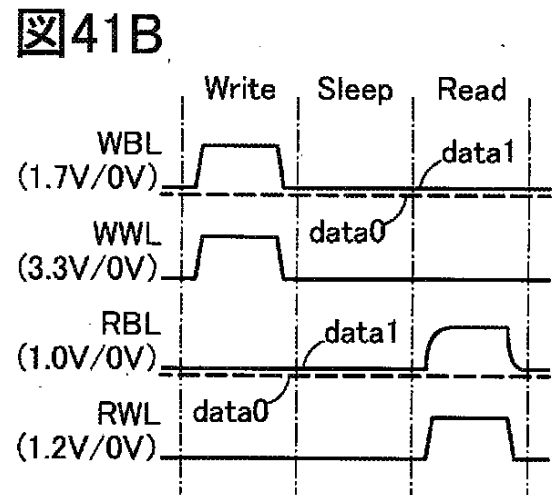 図41B
Write Sleep Read
WBL
(1.7V/0V)
data1
data0
WWL
(3.3V/0V)
RBL
(1.0V/0V)
data1
data0
RWL
(1.2V/0V)